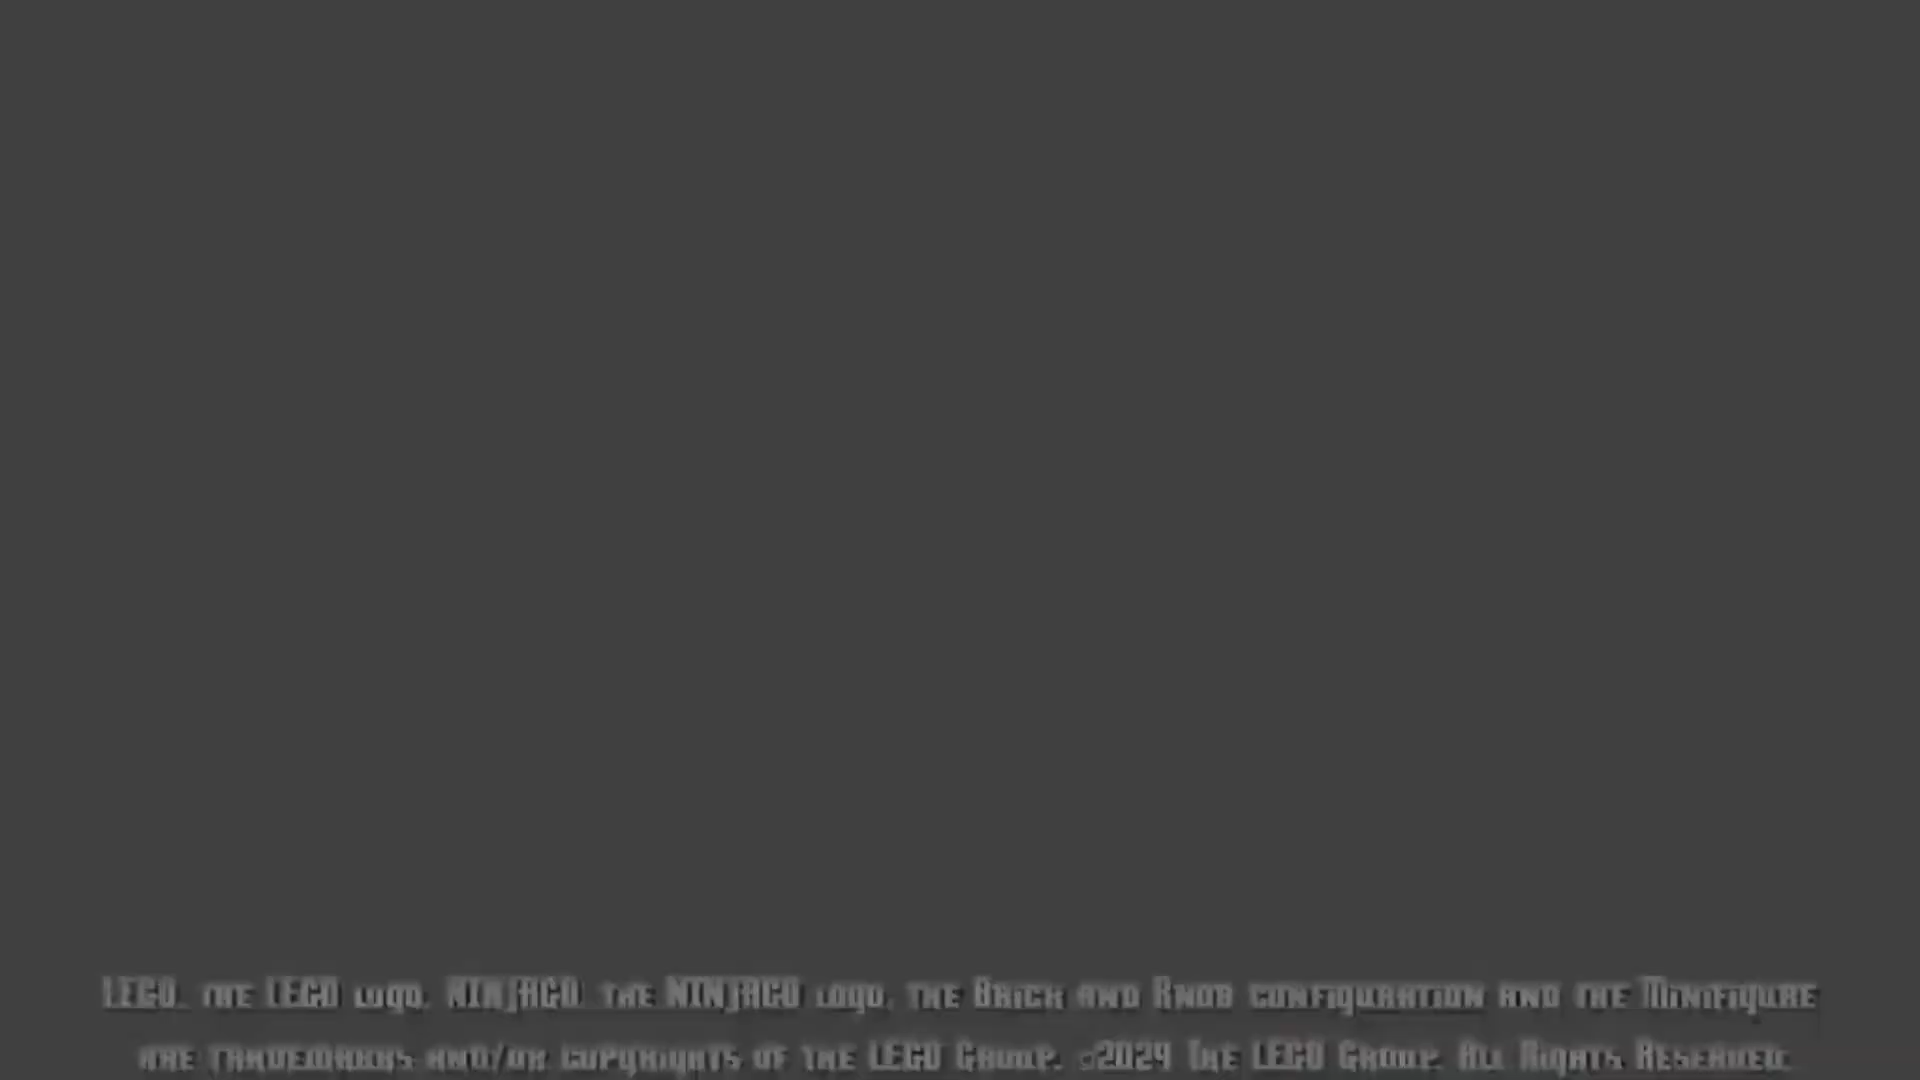 LEGO, the LEGO logo, NINJAGO, the NINJAGO logo, the Brick and Knob configuration and the Minifigure
are trademarks and/or copyrights of the LEGO Group. ©2024 The LEGO Group. All Rights Reserved.